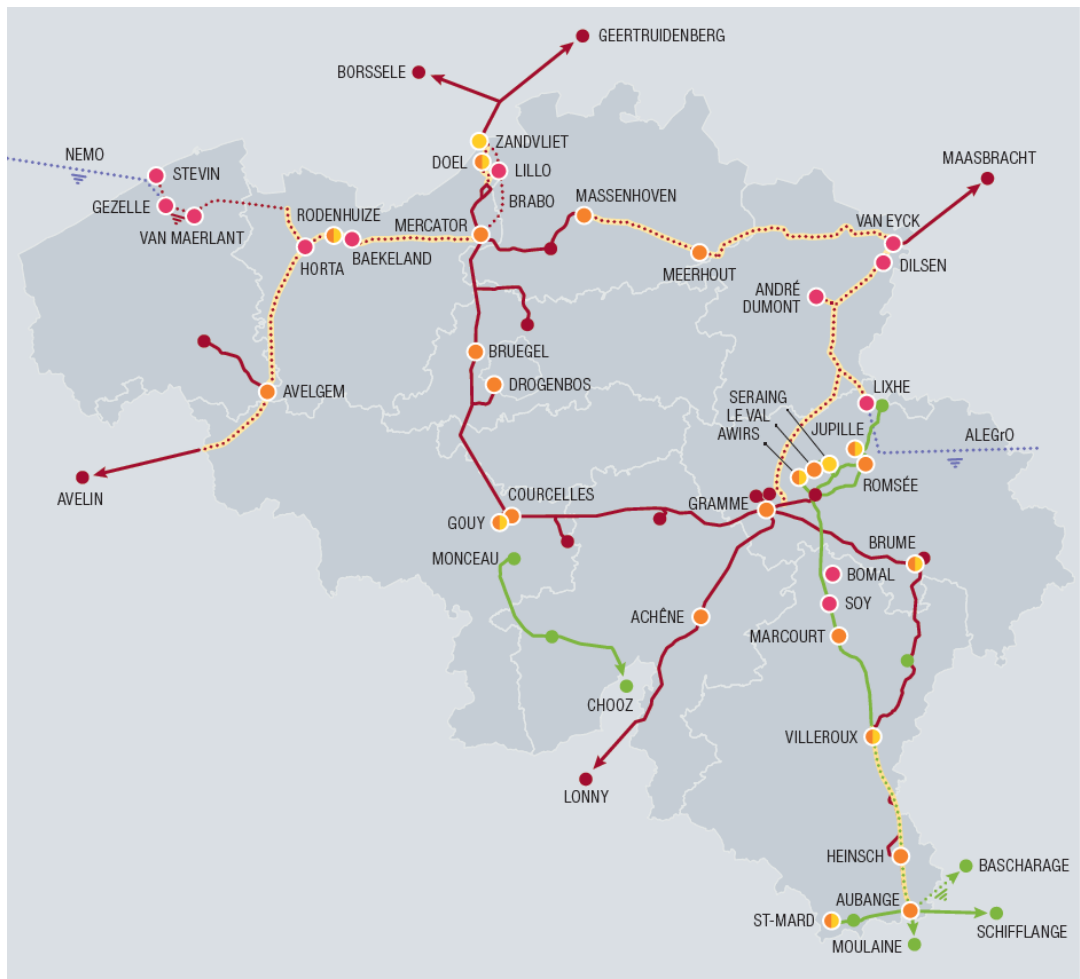 GEERTRUIDENBERG
BORSSELE
ZANDVLIET
NEMO
DOEL
LILLO
STEVIN
MAASBRACHT
MASSENHOVEN
GEZELLE
BRABO
RODENHUIZE
MERCATOR
VAN EYCK
VAN MAERLANT
BAEKELAND
HORTA
MEERHOUT
DILSEN
ANDRÉ
DUMONT
BRUEGEL
DROGENBOS
AVELGEM
LIXHE
SERAING
LE VAL
JUPILLE
AWIRS
ALEGrO
ROMSÉE
AVELIN
COURCELLES
GRAMME
GOUY
BRUME
MONCEAU
BOMAL
SOY
ACHÊNE
MARCOURT
CHOOZ
VILLEROUX
LONNY
HEINSCH
BASCHARAGE
AUBANGE
ST-MARD
SCHIFFLANGE
MOULAINE